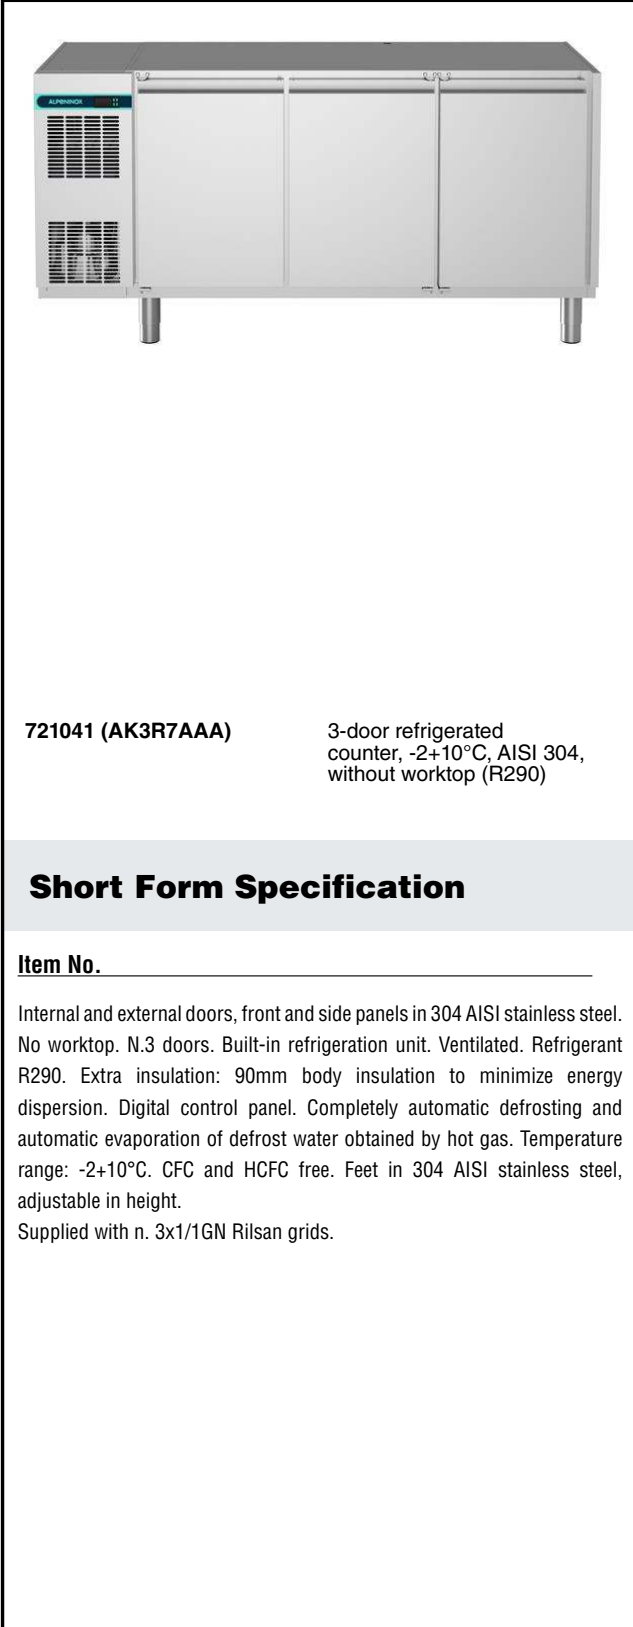 ALPENINOX
721041 (AK3R7AAA)
3-door refrigerated
counter, -2+10°C, AISI 304,
without worktop (R290)
Short Form Specification
Item No.
Internal and external doors, front and side panels in 304 AISI stainless steel.
No worktop. N.3 doors. Built-in refrigeration unit. Ventilated. Refrigerant
R290. Extra insulation: 90mm body insulation to minimize energy
dispersion. Digital control panel. Completely automatic defrosting and
automatic evaporation of defrost water obtained by hot gas. Temperature
range: -2+10°C. CFC and HCFC free. Feet in 304 AISI stainless steel,
adjustable in height.
Supplied with n. 3x1/1GN Rilsan grids.